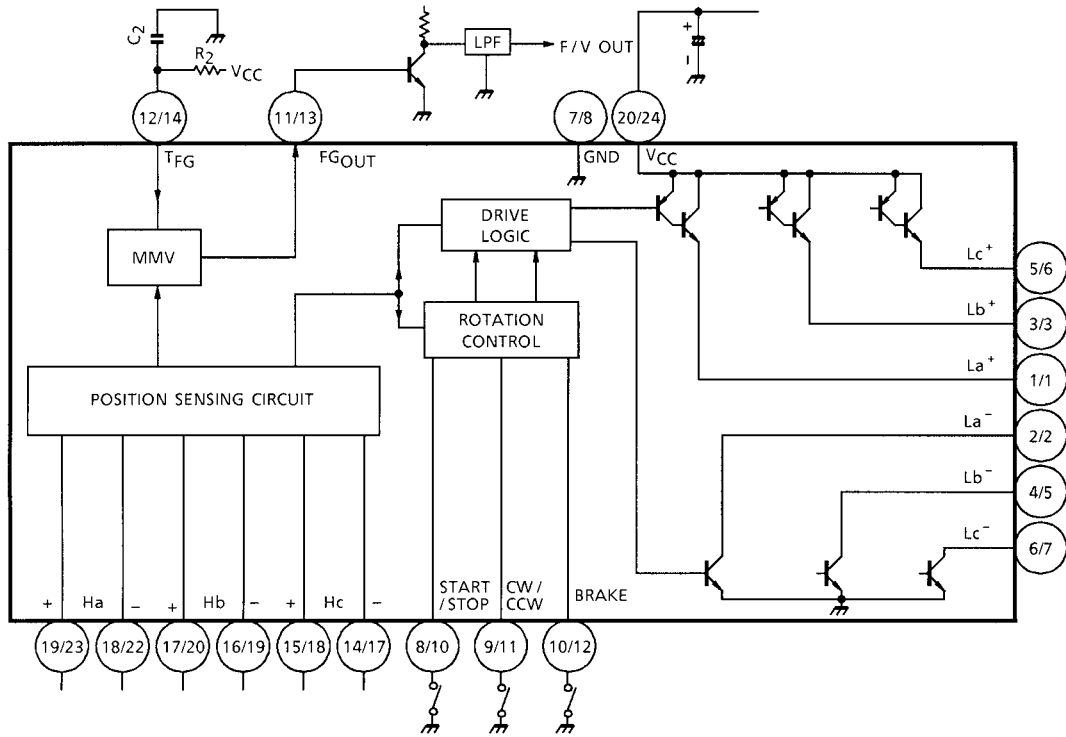 C2
R2
VCC
LPF
F/V OUT
+
-
12/14
11/13
7/8
20/24
TFG
FGOUT
GND
VCC
DRIVE
LOGIC
MMV
ROTATION
CONTROL
POSITION SENSING CIRCUIT
Lc+
5/6
Lb+
3/3
La+
1/1
La-
2/2
Lb-
4/5
Lc-
6/7
START
/STOP
CW/
CCW
BRAKE
+ Ha - + Hb - + Hc -
19/23
18/22
17/20
16/19
15/18
14/17
8/10
9/11
10/12